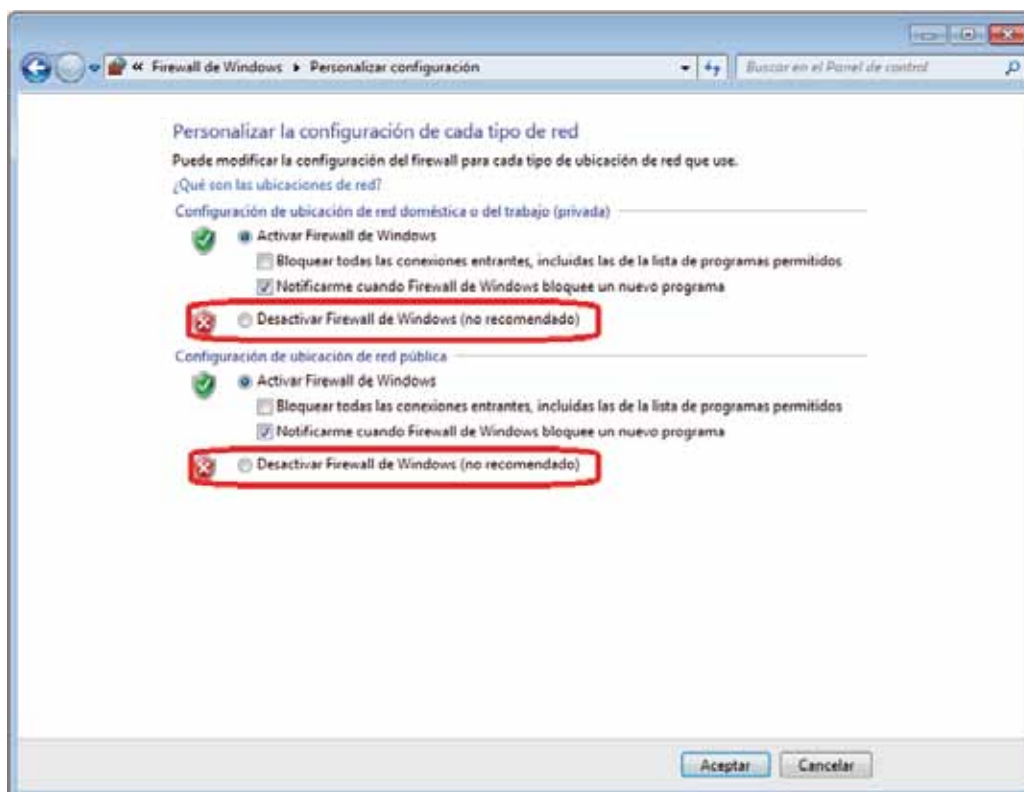 « Firewall de Windows ▸ Personalizar configuración
Buscar en el Panel de control
Personalizar la configuración de cada tipo de red
Puede modificar la configuración del firewall para cada tipo de ubicación de red que use.
¿Qué son las ubicaciones de red?
Configuración de ubicación de red doméstica o del trabajo (privada)
Activar Firewall de Windows
Bloquear todas las conexiones entrantes, incluidas las de la lista de programas permitidos
Notificarme cuando Firewall de Windows bloquee un nuevo programa
Desactivar Firewall de Windows (no recomendado)
Configuración de ubicación de red pública
Activar Firewall de Windows
Bloquear todas las conexiones entrantes, incluidas las de la lista de programas permitidos
Notificarme cuando Firewall de Windows bloquee un nuevo programa
Desactivar Firewall de Windows (no recomendado)
Aceptar Cancelar